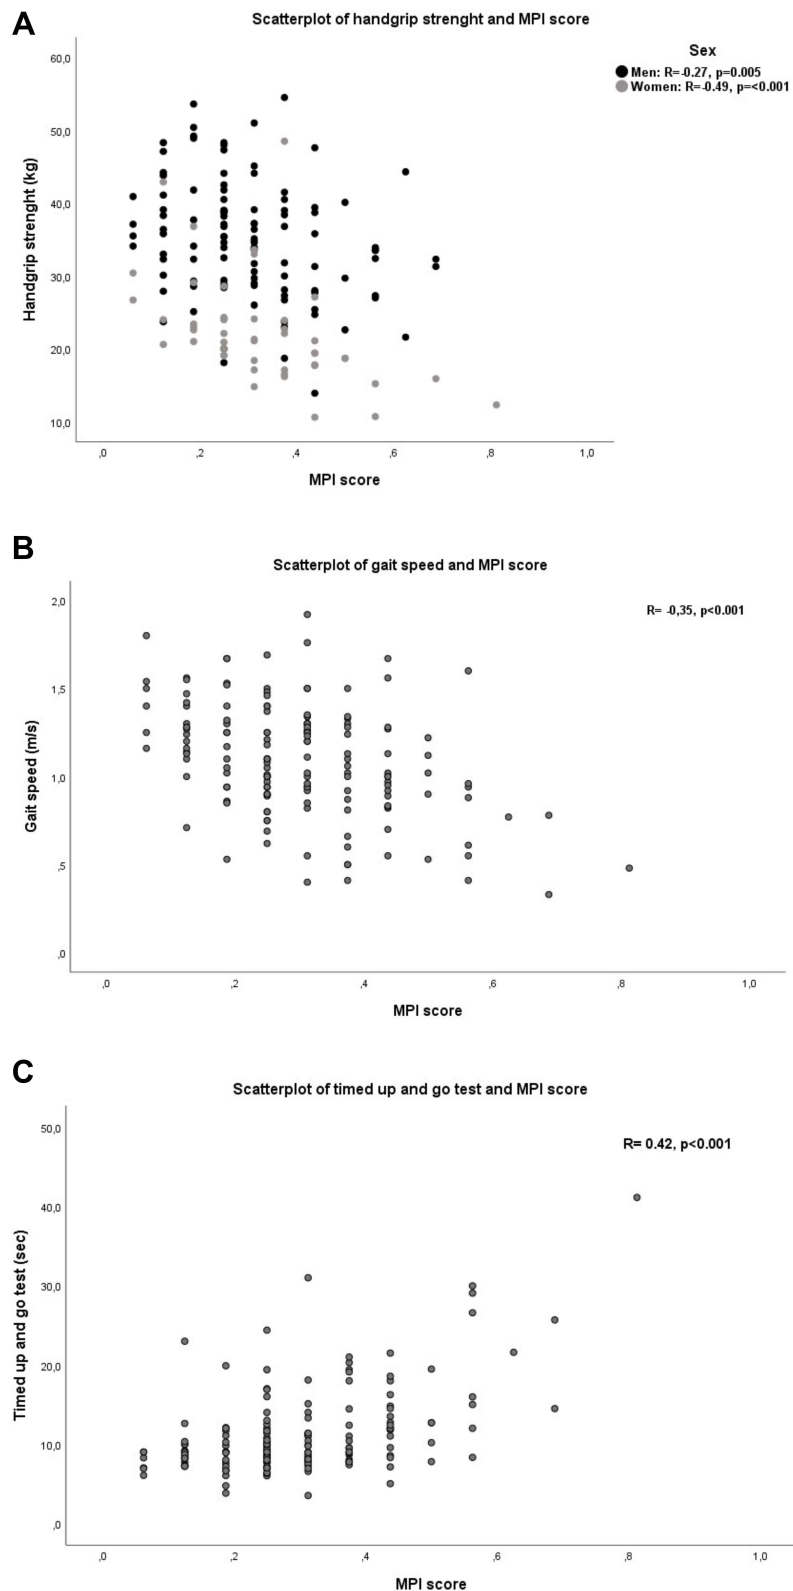 A
Scatterplot of handgrip strenght and MPI score
Sex
Men: R=-0.27, p=0.005
Women: R=-0.49, p=<0.001
60,0
50,0
40,0
30,0
20,0
10,0
Handgrip strenght (kg)
,0 ,2 ,4 ,6 ,8 1,0
MPI score
B
Scatterplot of gait speed and MPI score
R= -0,35, p<0.001
2,0
1,5
1,0
,5
,0
Gait speed (m/s)
,0 ,2 ,4 ,6 ,8 1,0
MPI score
C
Scatterplot of timed up and go test and MPI score
R= 0.42, p<0.001
50,0
40,0
30,0
20,0
10,0
,0
Timed up and go test (sec)
,0 ,2 ,4 ,6 ,8 1,0
MPI score